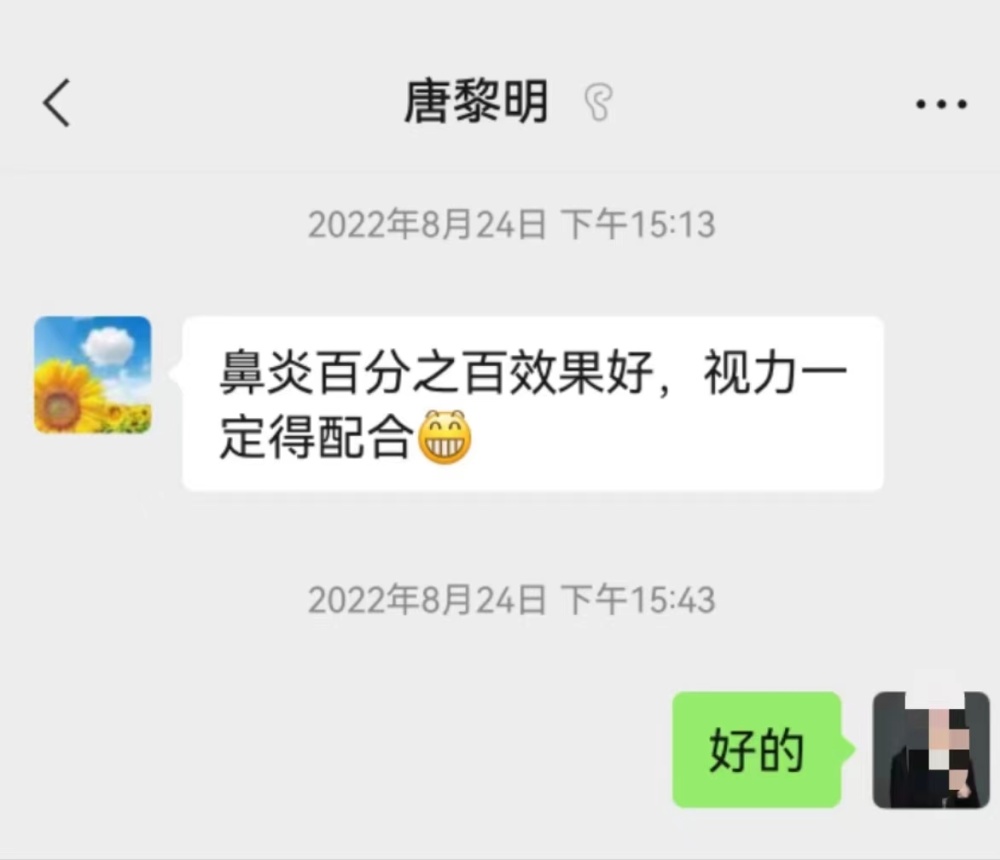 唐黎明
2022年8月24日 下午15:13
鼻炎百分之百效果好，视力一
定得配合😁
2022年8月24日 下午15:43
好的